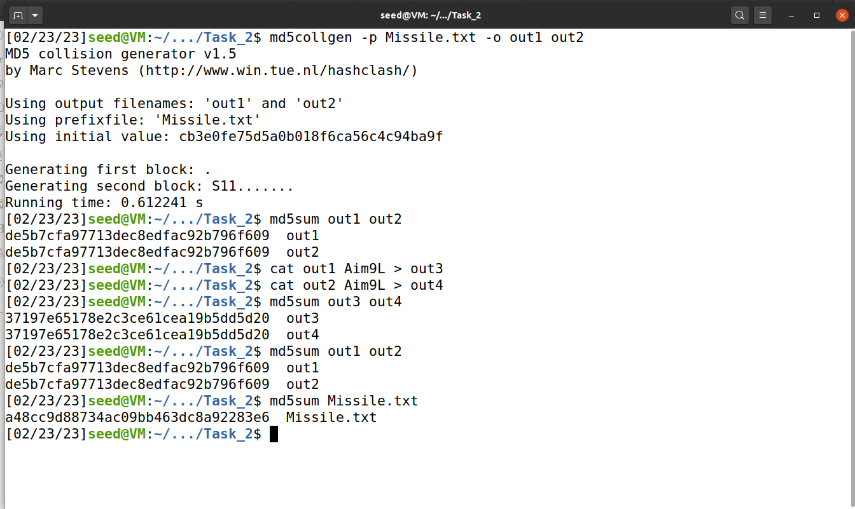 seed@VM: ~/.../Task_2
[02/23/23]seed@VM:~/.../Task_2$ md5collgen -p Missile.txt -o out1 out2
MD5 collision generator v1.5
by Marc Stevens (http://www.win.tue.nl/hashclash/)
Using output filenames: 'out1' and 'out2'
Using prefixfile: 'Missile.txt'
Using initial value: cb3e0fe75d5a0b018f6ca56c4c94ba9f
Generating first block: .
Generating second block: S11.......
Running time: 0.612241 s
[02/23/23]seed@VM:~/.../Task_2$ md5sum out1 out2
de5b7cfa97713dec8edfac92b796f609  out1
de5b7cfa97713dec8edfac92b796f609  out2
[02/23/23]seed@VM:~/.../Task_2$ cat out1 Aim9L > out3
[02/23/23]seed@VM:~/.../Task_2$ cat out2 Aim9L > out4
[02/23/23]seed@VM:~/.../Task_2$ md5sum out3 out4
37197e65178e2c3ce61cea19b5dd5d20  out3
37197e65178e2c3ce61cea19b5dd5d20  out4
[02/23/23]seed@VM:~/.../Task_2$ md5sum out1 out2
de5b7cfa97713dec8edfac92b796f609  out1
de5b7cfa97713dec8edfac92b796f609  out2
[02/23/23]seed@VM:~/.../Task_2$ md5sum Missile.txt
a48cc9d88734ac09bb463dc8a92283e6  Missile.txt
[02/23/23]seed@VM:~/.../Task_2$